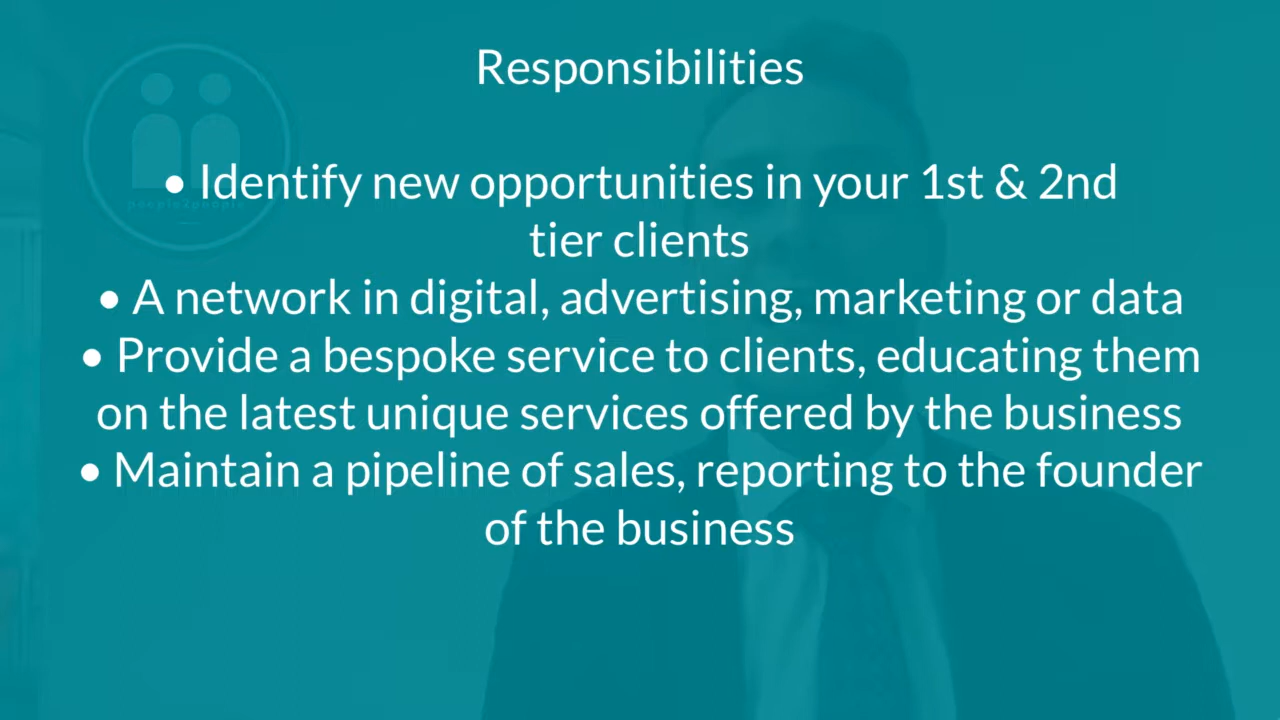 Responsibilities
• Identify new opportunities in your 1st & 2nd
tier clients
• A network in digital, advertising, marketing or data
• Provide a bespoke service to clients, educating them
on the latest unique services offered by the business
• Maintain a pipeline of sales, reporting to the founder
of the business
people2people